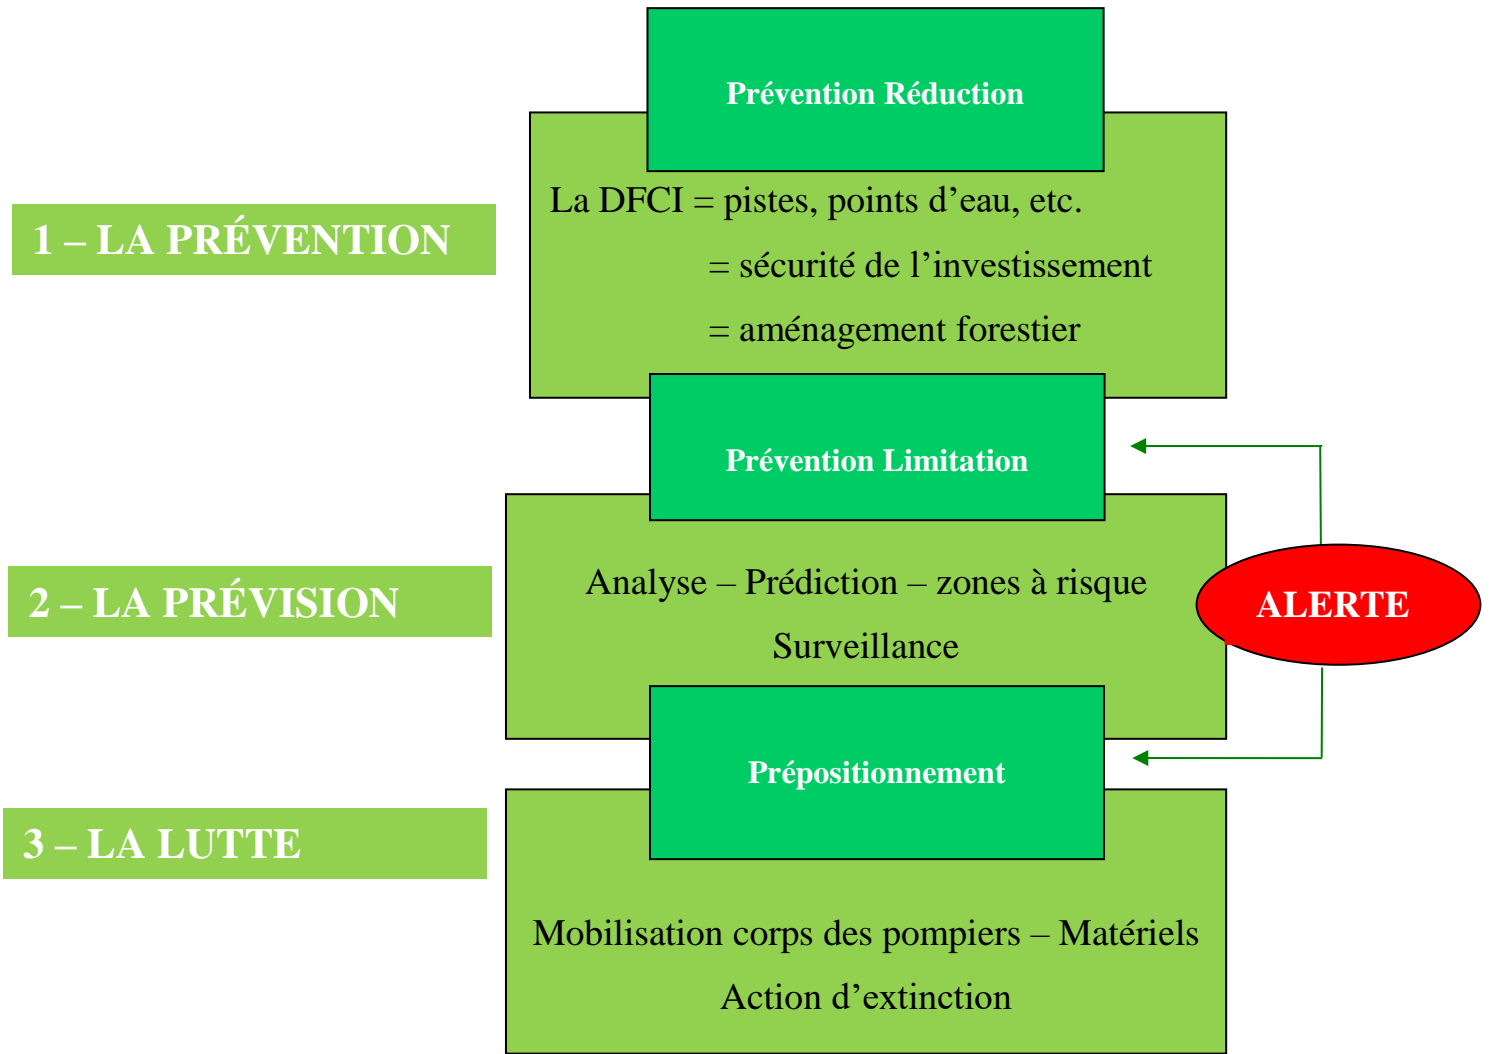 Prévention Réduction
1 – LA PRÉVENTION
La DFCI = pistes, points d’eau, etc.
= sécurité de l’investissement
= aménagement forestier
Prévention Limitation
2 – LA PRÉVISION
Analyse – Prédiction – zones à risque
Surveillance
ALERTE
Prépositionnement
3 – LA LUTTE
Mobilisation corps des pompiers – Matériels
Action d’extinction